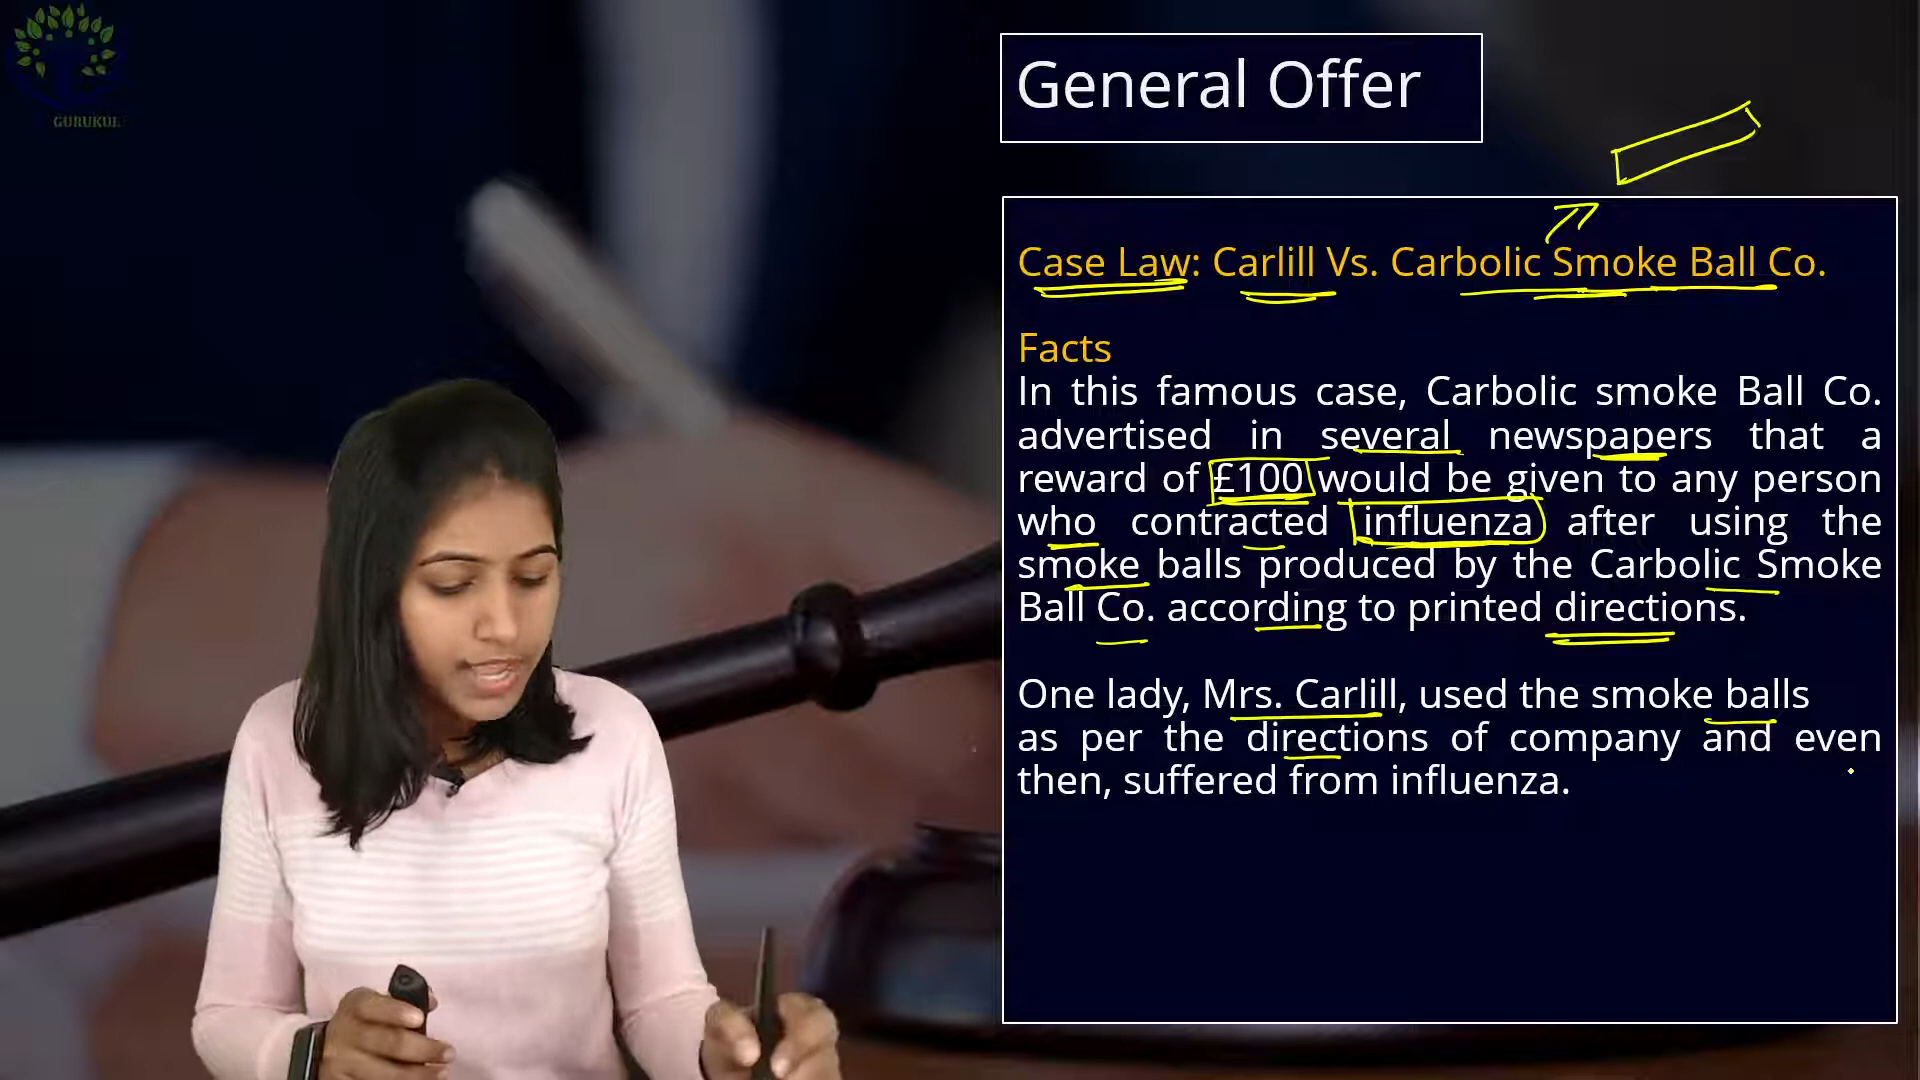 GURUKUL
General Offer
Case Law: Carlill Vs. Carbolic Smoke Ball Co.
Facts
In this famous case, Carbolic smoke Ball Co.
advertised in several newspapers that a
reward of £100 would be given to any person
who contracted influenza after using the
smoke balls produced by the Carbolic Smoke
Ball Co. according to printed directions.
One lady, Mrs. Carlill, used the smoke balls
as per the directions of company and even
then, suffered from influenza.